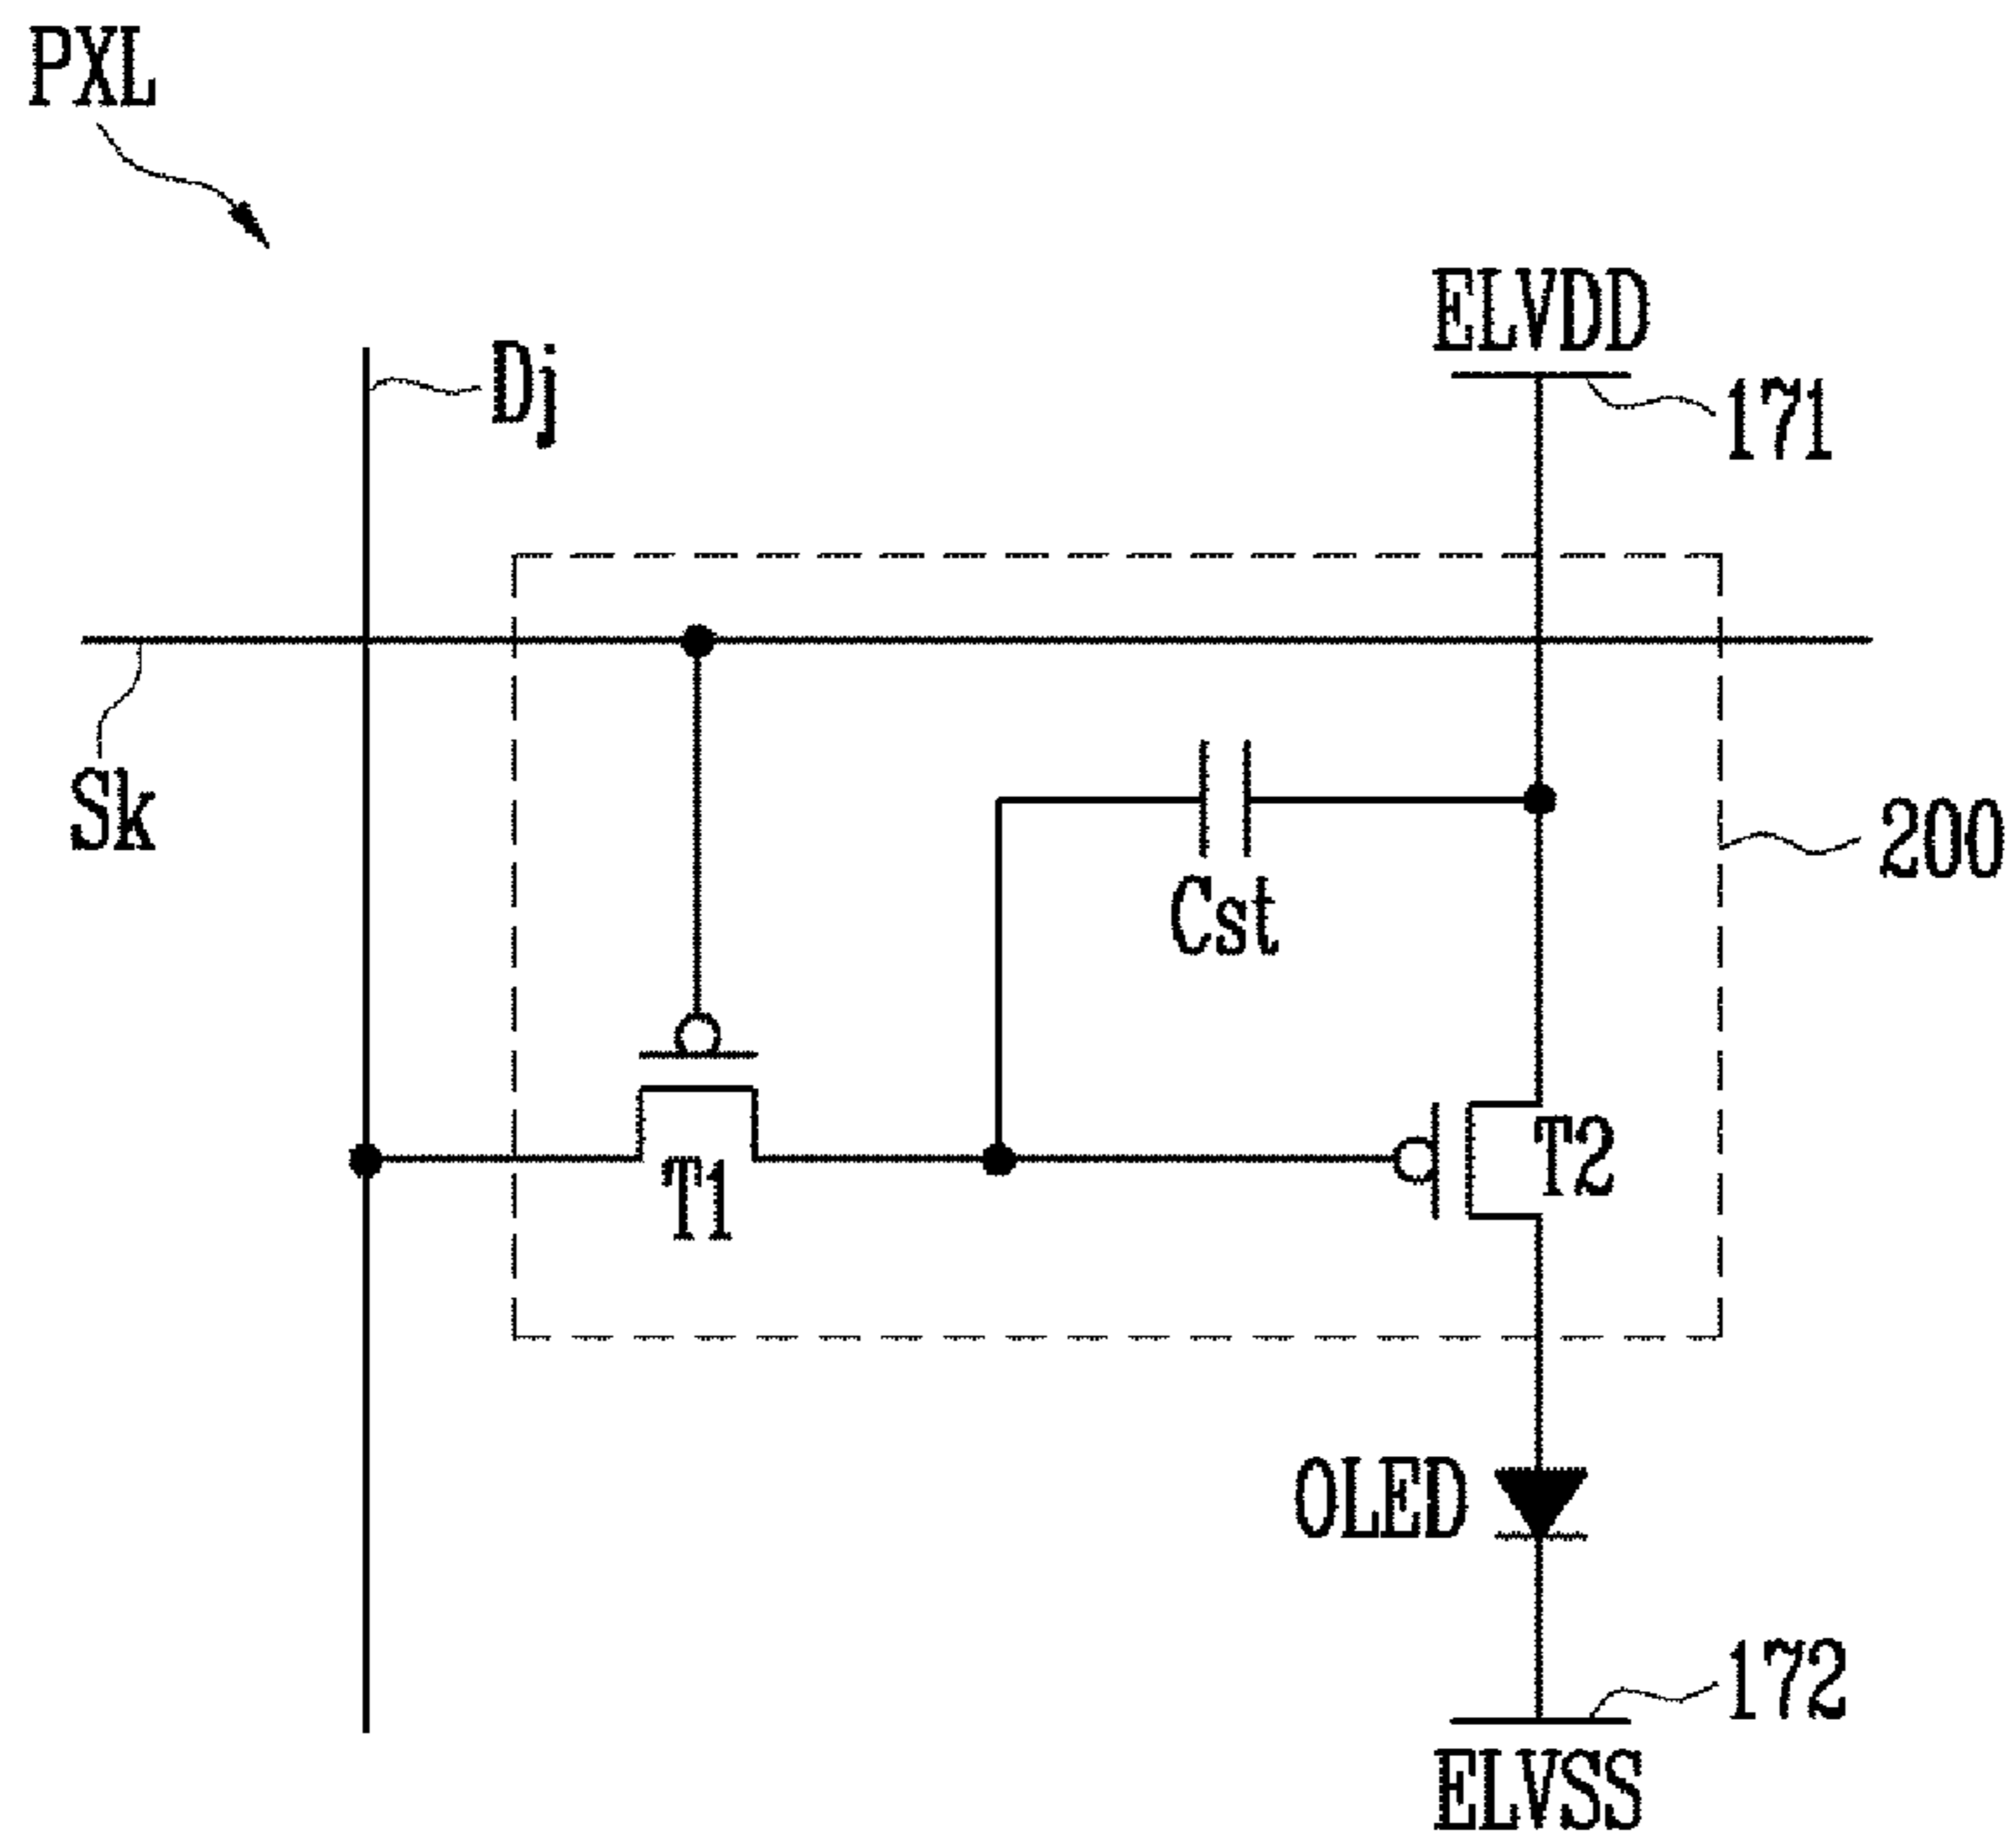 PXL
ELVDD
Dj
171
Sk
200
Cst
T1
T2
OLED
172
ELVSS